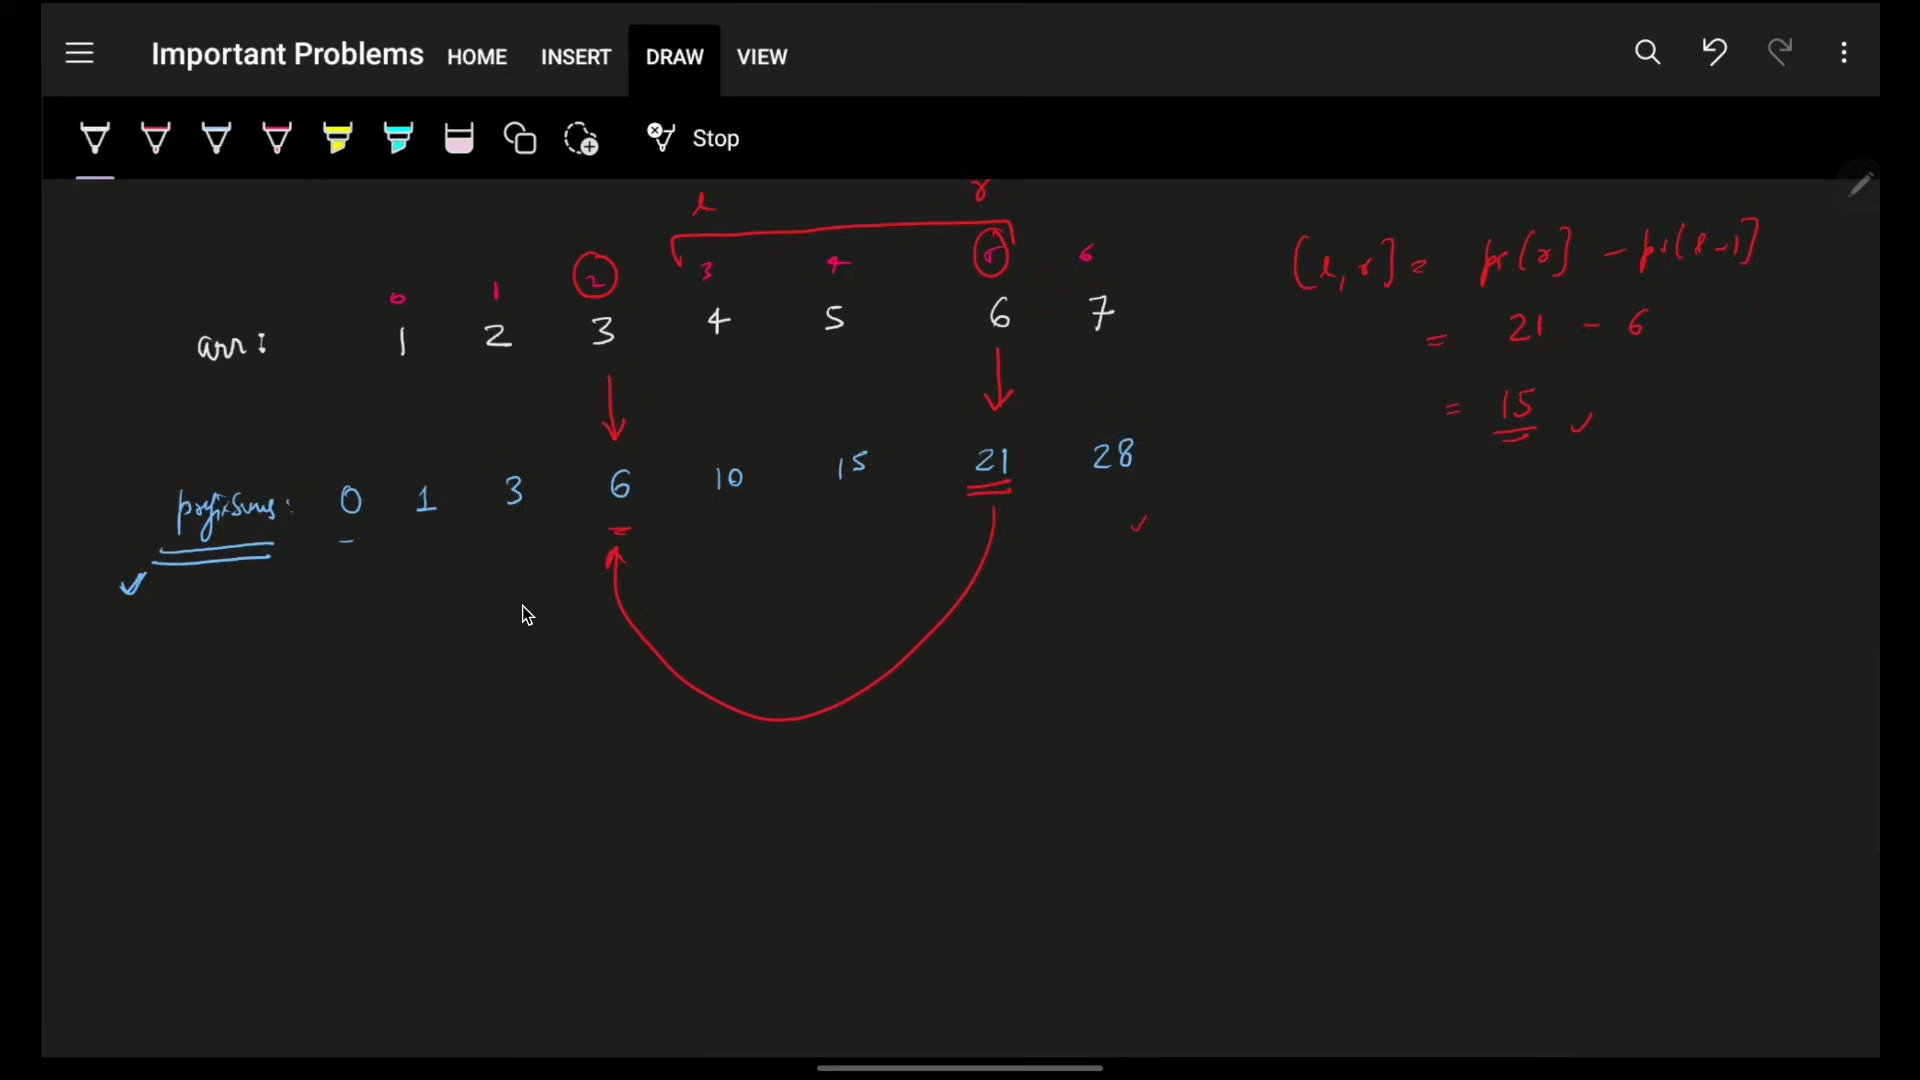 Important Problems HOME INSERT DRAW VIEW
Stop
l r
0 1 2 3 4 5 6
arr: 1 2 3 4 5 6 7
prefixsums: 0 1 3 6 10 15 21 28
[l, r] = pr[r] - pr[l-1]
= 21 - 6
= 15